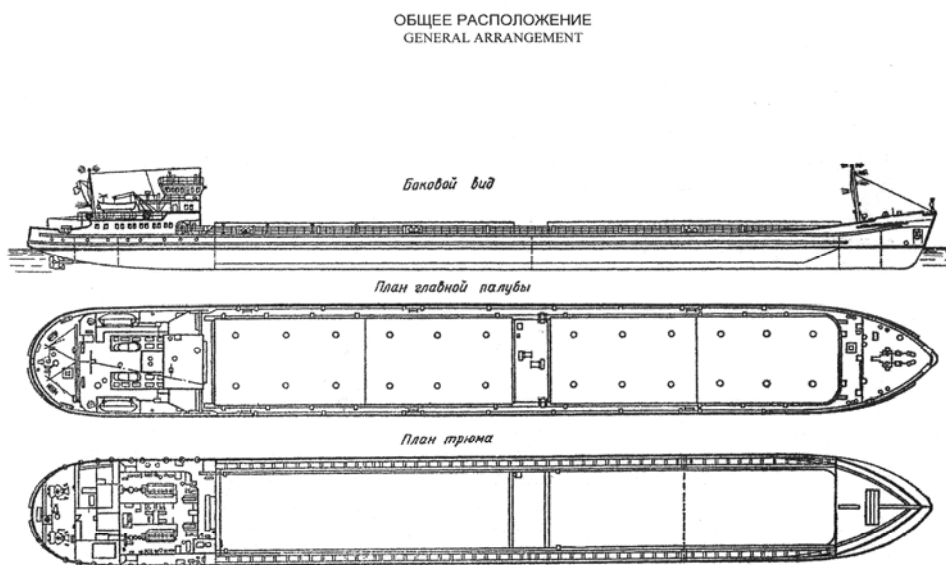 ОБЩЕЕ РАСПОЛОЖЕНИЕ
GENERAL ARRANGEMENT
Боковой вид
План главной палубы
План трюма